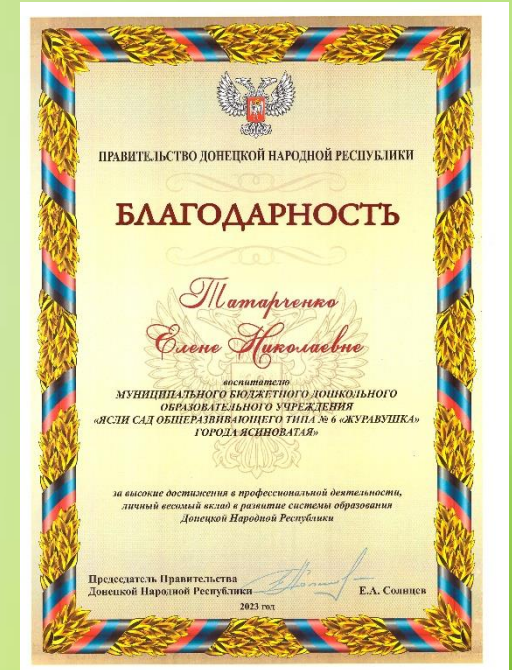 ПРАВИТЕЛЬСТВО ДОНЕЦКОЙ НАРОДНОЙ РЕСПУБЛИКИ
БЛАГОДАРНОСТЬ
Татарченко
Елене Николаевне
воспитателю
МУНИЦИПАЛЬНОГО БЮДЖЕТНОГО ДОШКОЛЬНОГО
ОБРАЗОВАТЕЛЬНОГО УЧРЕЖДЕНИЯ
«ЯСЛИ САД ОБЩЕРАЗВИВАЮЩЕГО ТИПА № 6 «ЖУРАВУШКА»
ГОРОДА ЯСИНОВАТАЯ»
за высокие достижения в профессиональной деятельности,
личный весомый вклад в развитие системы образования
Донецкой Народной Республики
Председатель Правительства
Донецкой Народной Республики Е.А. Солнцев
2023 год